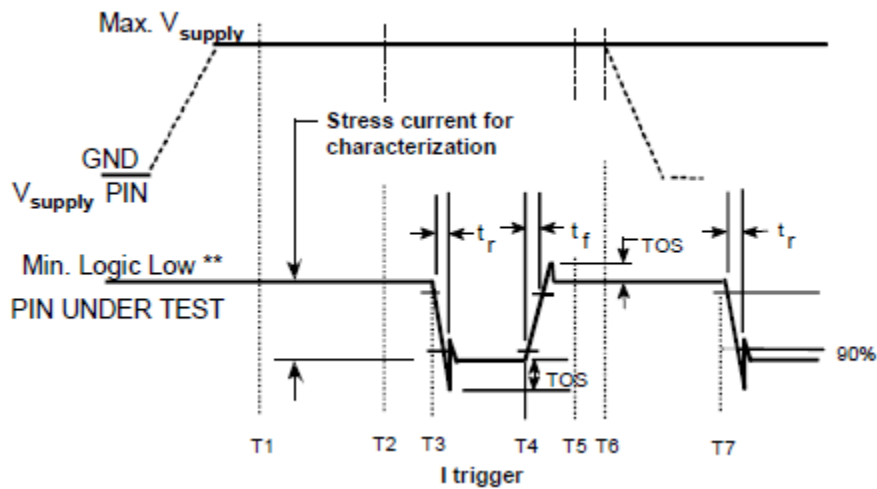 Max. Vsupply
Stress current for
characterization
GND
Vsupply PIN
tr
tf
TOS
tr
Min. Logic Low **
PIN UNDER TEST
90%
TOS
T1 T2 T3 T4 T5 T6 T7
I trigger